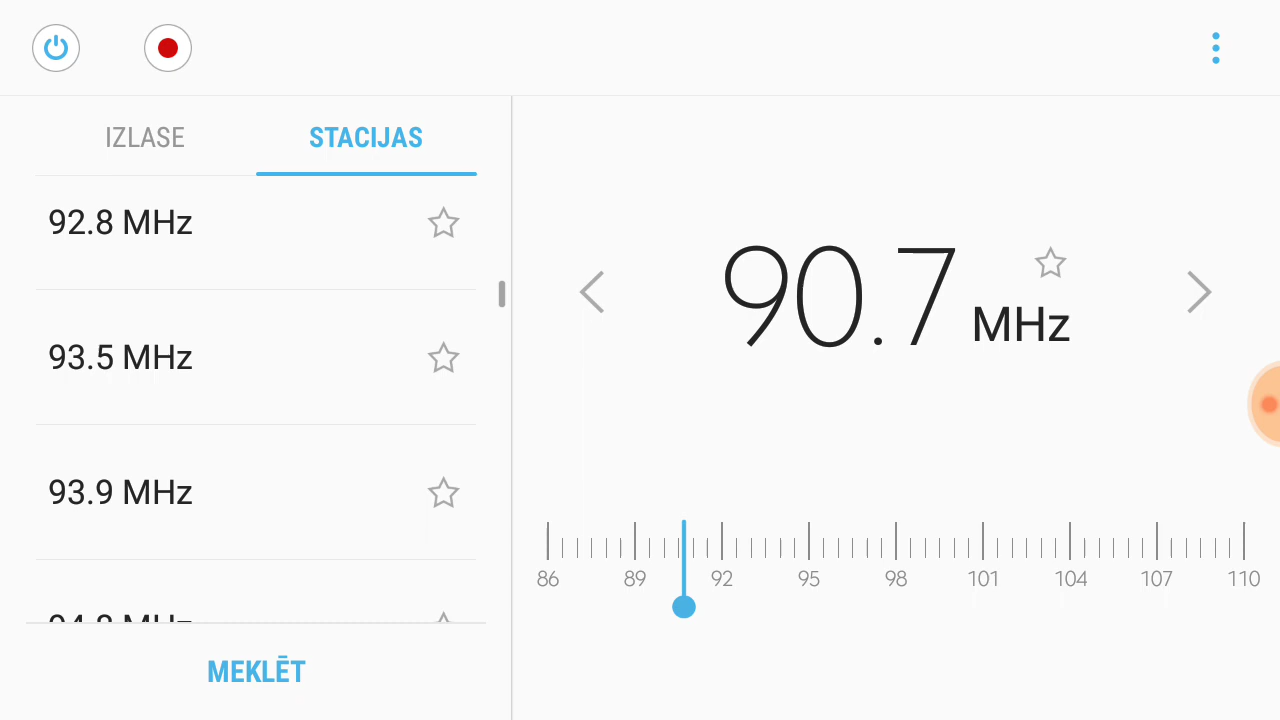 IZLASE
STACIJAS
92.8 MHz
93.5 MHz
93.9 MHz
MEKLĒT
90.7 MHz
86 89 92 95 98 101 104 107 110